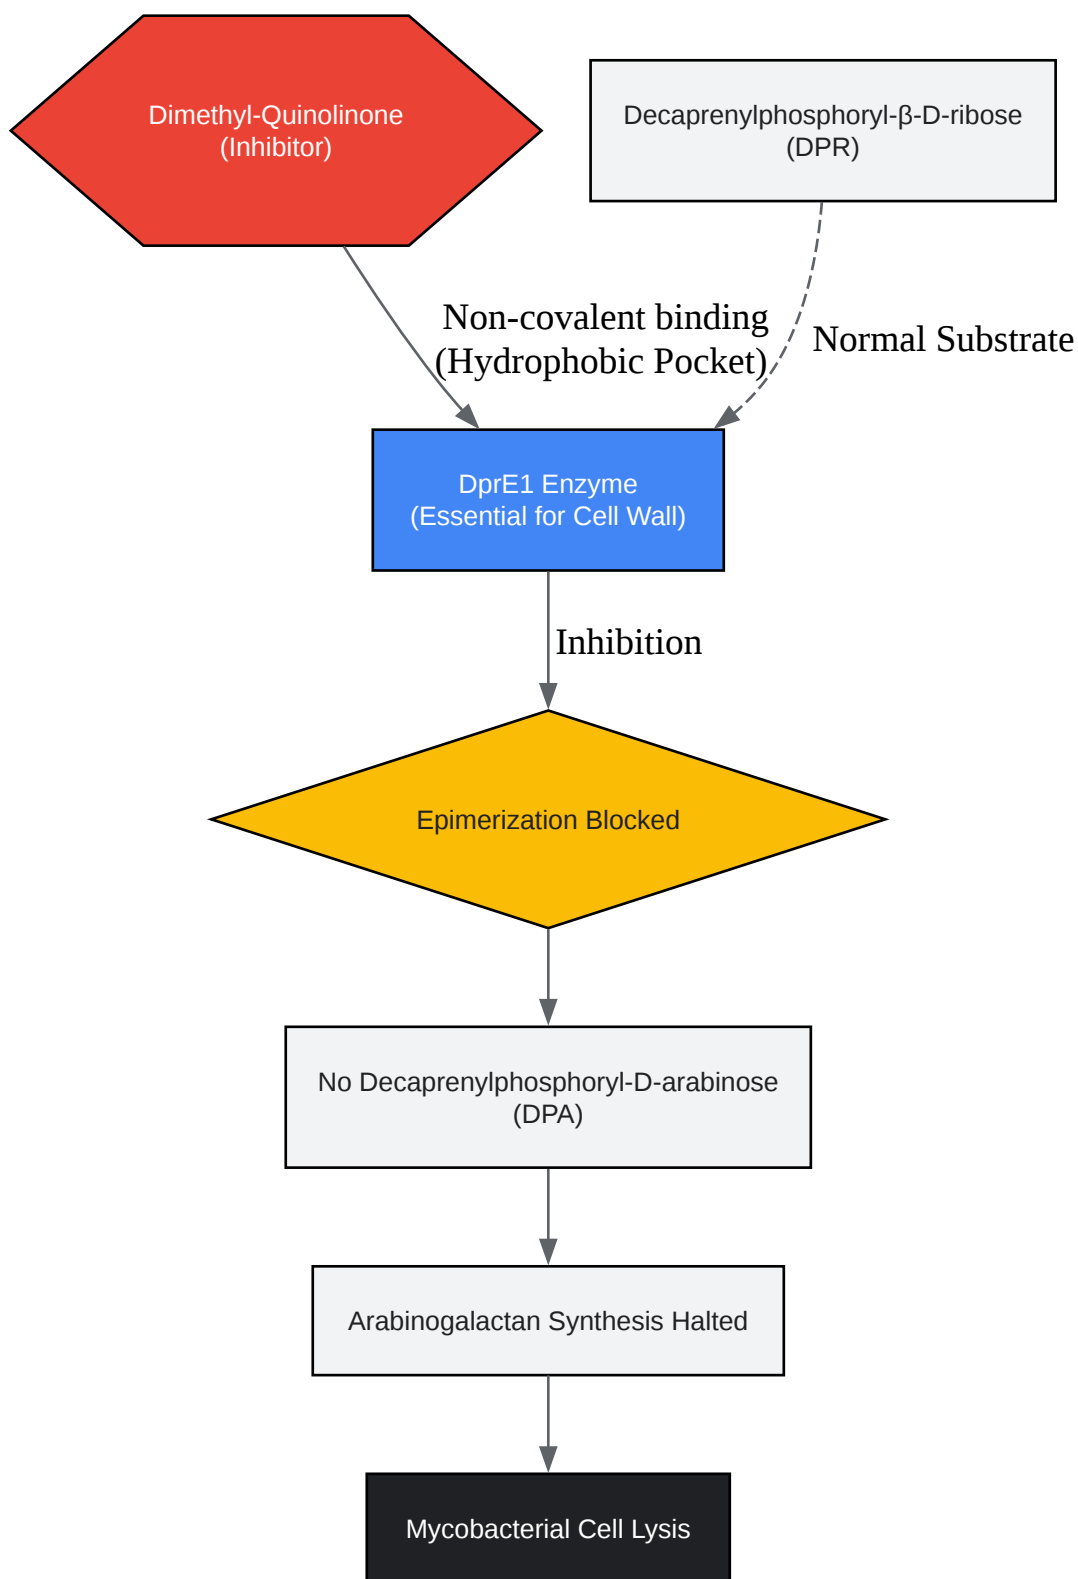 Dimethyl-Quinolinone
(Inhibitor)
Decaprenylphosphoryl-β-D-ribose
(DPR)
Non-covalent binding
(Hydrophobic Pocket)
Normal Substrate
DprE1 Enzyme
(Essential for Cell Wall)
Inhibition
Epimerization Blocked
No Decaprenylphosphoryl-D-arabinose
(DPA)
Arabinogalactan Synthesis Halted
Mycobacterial Cell Lysis